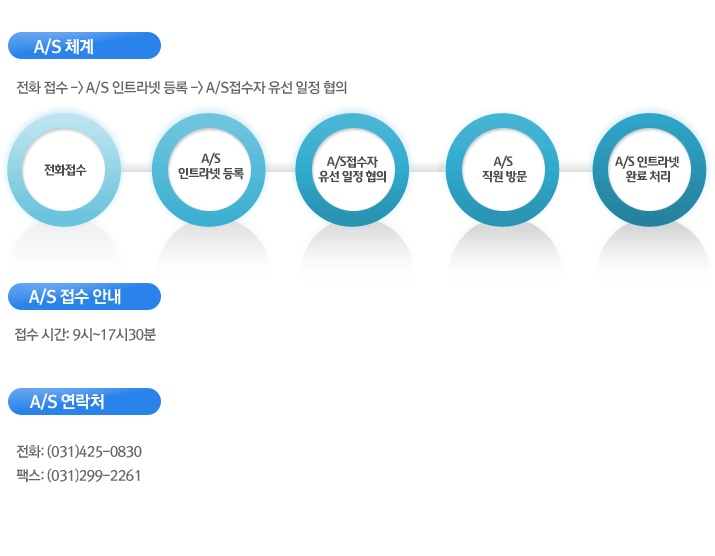 A/S 체계
전화 접수 -> A/S 인트라넷 등록 -> A/S접수자 유선 일정 협의
전화접수
A/S
인트라넷 등록
A/S접수자
유선 일정 협의
A/S
직원 방문
A/S 인트라넷
완료 처리
A/S 접수 안내
접수 시간: 9시~17시30분
A/S 연락처
전화: (031)425-0830
팩스: (031)299-2261